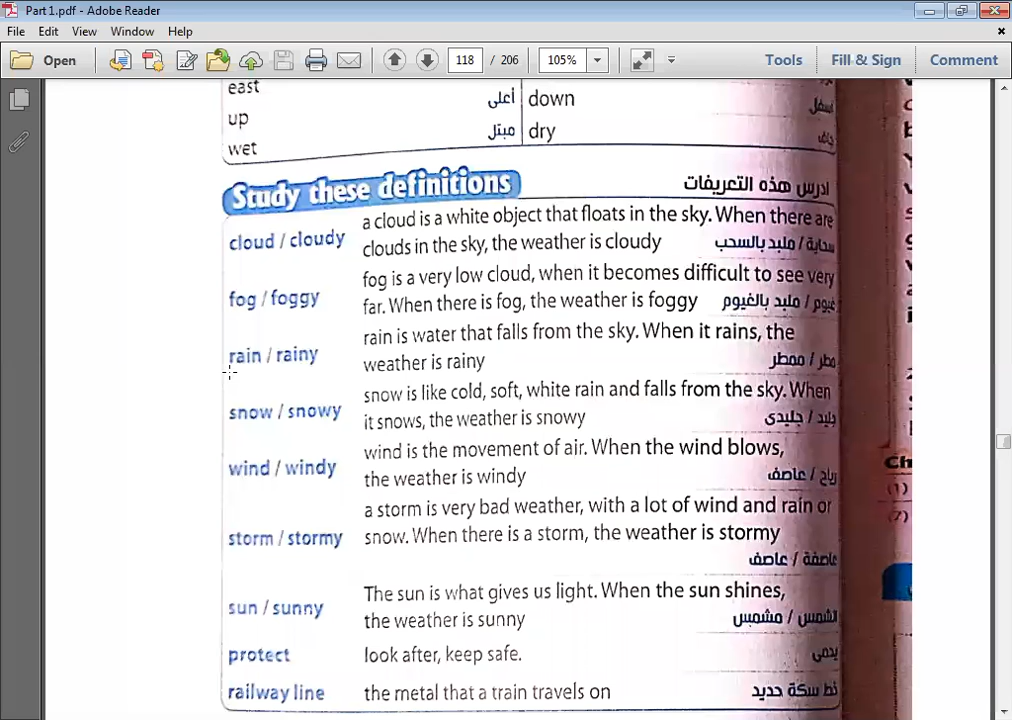 Part 1.pdf - Adobe Reader
File Edit View Window Help
Open 118 / 206 105% Tools Fill & Sign Comment
east
up أعلى down أسفل
wet مبتل dry جاف
Study these definitions ادرس هذه التعريفات
cloud / cloudy a cloud is a white object that floats in the sky. When there are
clouds in the sky, the weather is cloudy سحابة / ملبد بالسحب
fog / foggy fog is a very low cloud, when it becomes difficult to see very
far. When there is fog, the weather is foggy غيوم / ملبد بالغيوم
rain / rainy rain is water that falls from the sky. When it rains, the
weather is rainy مطر / ممطر
snow / snowy snow is like cold, soft, white rain and falls from the sky. When
it snows, the weather is snowy جليد / جليدى
wind / windy wind is the movement of air. When the wind blows,
the weather is windy رياح / عاصف
storm / stormy a storm is very bad weather, with a lot of wind and rain or
snow. When there is a storm, the weather is stormy
عاصفة / عاصف
sun / sunny The sun is what gives us light. When the sun shines,
the weather is sunny الشمس / مشمس
protect look after, keep safe. يحمى
railway line the metal that a train travels on خط سكة حديد
Ch
(1)
(7)